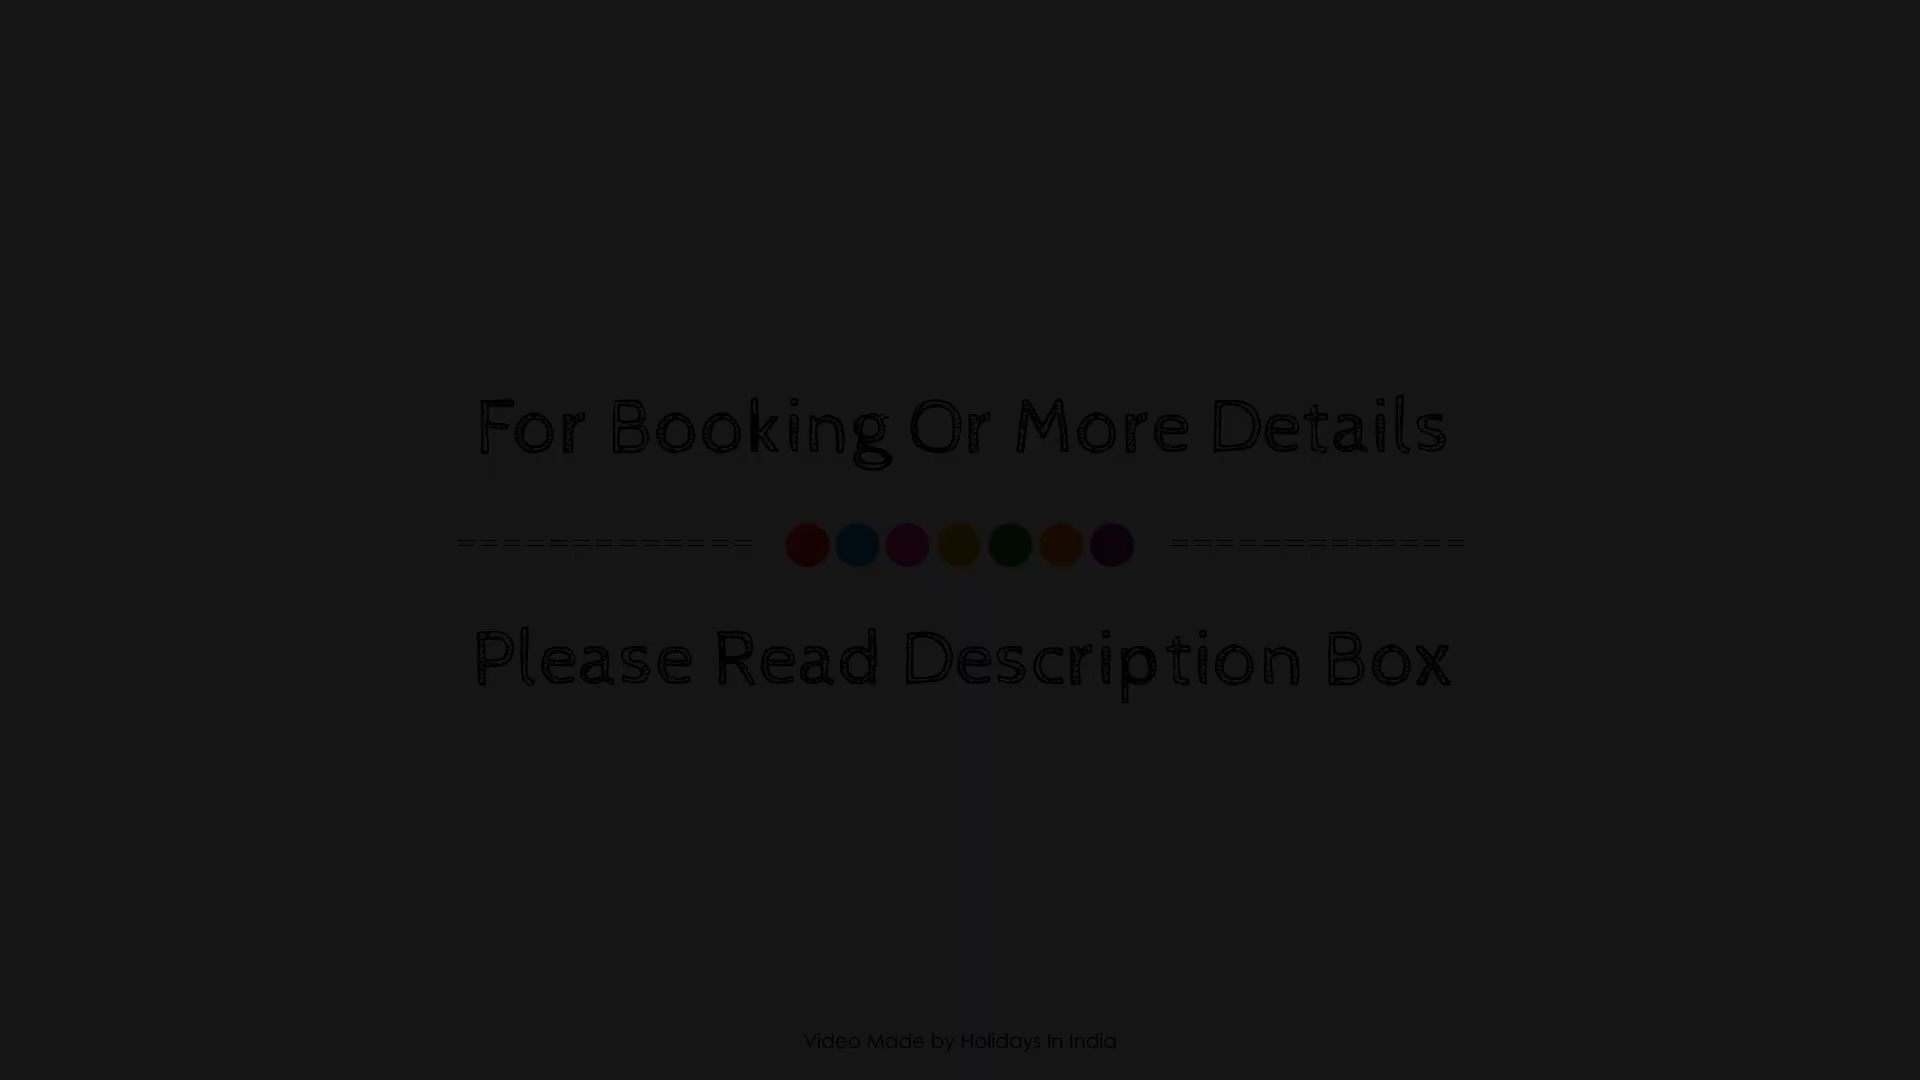 For Booking Or More Details
============= =============
Please Read Description Box
Video Made by Holidays In India